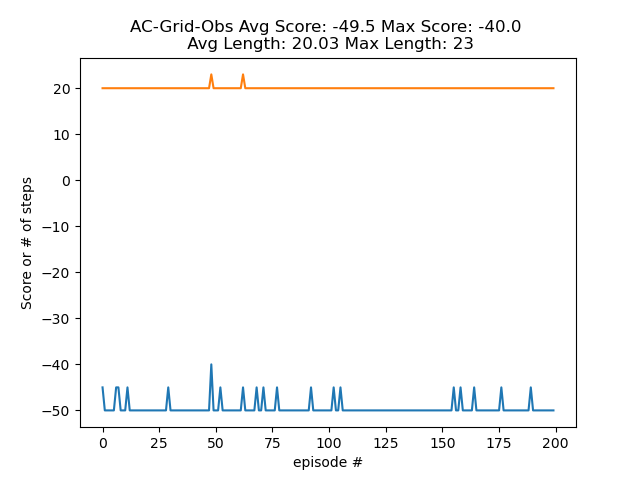 AC-Grid-Obs Avg Score: -49.5 Max Score: -40.0
Avg Length: 20.03 Max Length: 23
Score or # of steps
20
10
0
−10
−20
−30
−40
−50
0 25 50 75 100 125 150 175 200
episode #